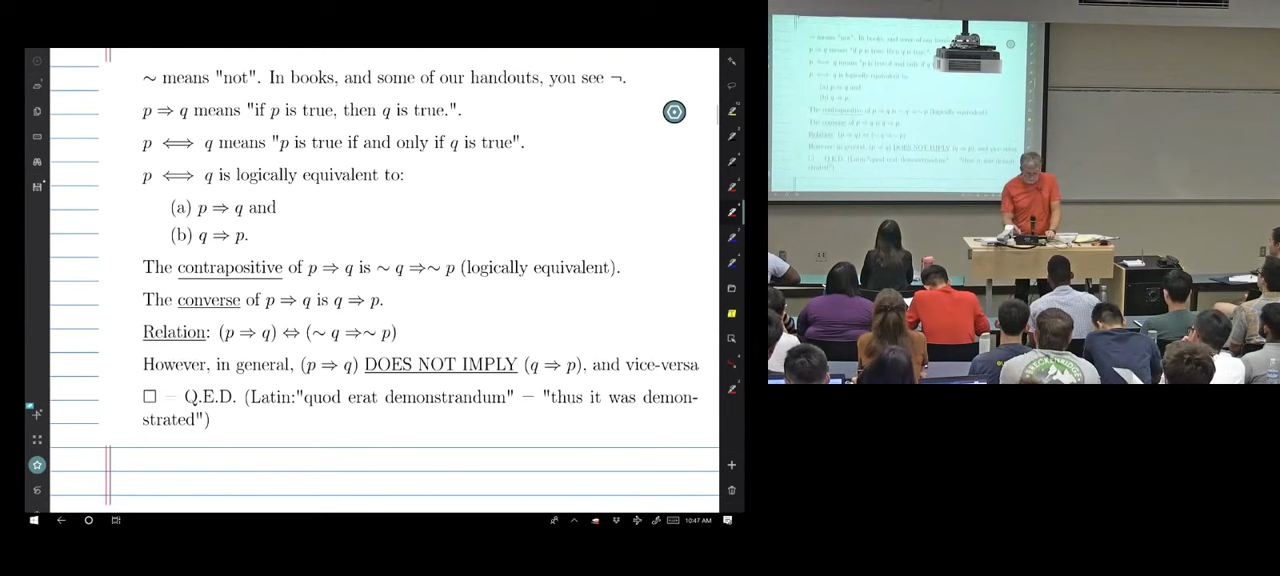 ∼ means "not". In books, and some of our handouts, you see ¬.
p ⇒ q means "if p is true, then q is true.".
p ⟺ q means "p is true if and only if q is true".
p ⟺ q is logically equivalent to:
(a) p ⇒ q and
(b) q ⇒ p.
The contrapositive of p ⇒ q is ∼ q ⇒∼ p (logically equivalent).
The converse of p ⇒ q is q ⇒ p.
Relation: (p ⇒ q) ⇔ (∼ q ⇒∼ p)
However, in general, (p ⇒ q) DOES NOT IMPLY (q ⇒ p), and vice-versa
□ – Q.E.D. (Latin:"quod erat demonstrandum" – "thus it was demon-
strated")
10:47 AM
BRECKENRIDGE